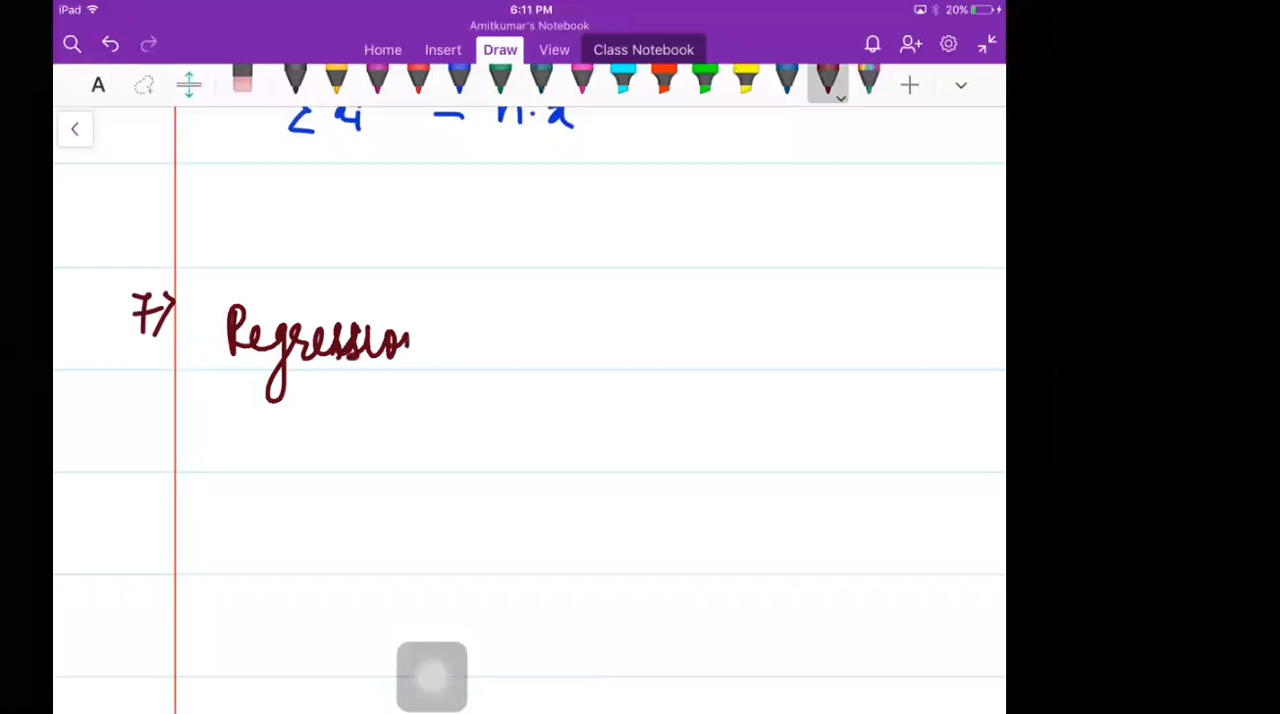 iPad 6:11 PM 20%
Amitkumar's Notebook
Home Insert Draw View Class Notebook
A
7) Regression